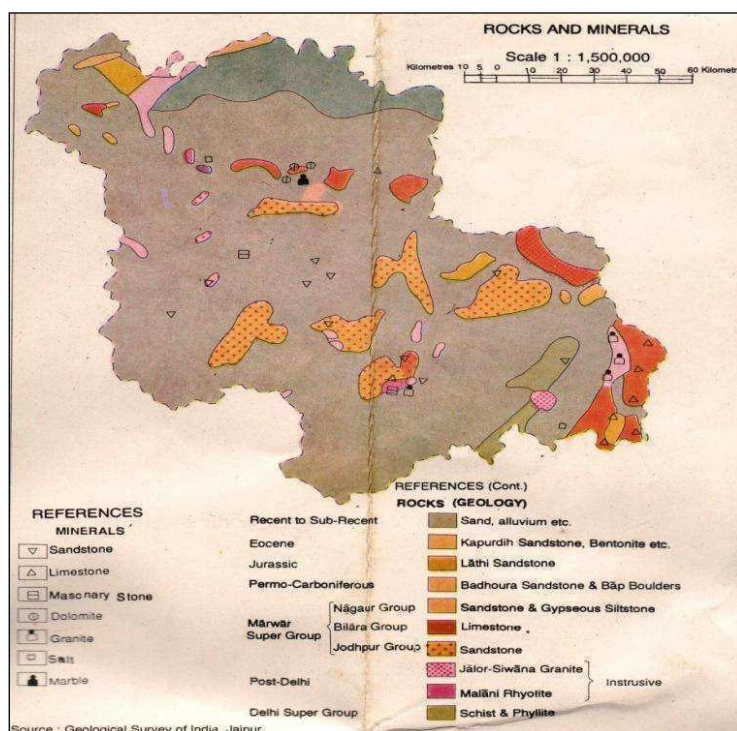 ROCKS AND MINERALS
Scale 1 : 1,500,000
Kilometres 10 5 0 10 20 30 40 50 60 Kilomet
REFERENCES
MINERALS
Sandstone
Limestone
Mascnary Stone
Dolomite
Granite
Salt
Marble
Recent to Sub-Recent
Eocene
Jurassic
Permo-Carboniferous
Mārwār
Super Group
Nāgaur Group
Bilāra Group
Jodhpur Group
Post-Delhi
Delhi Super Group
REFERENCES (Cont.)
ROCKS (GEOLOGY)
Sand, alluvium etc.
Kapurdih Sandstone, Bentonite etc.
Lāthi Sandstone
Badhoura Sandstone & Bāp Boulders
Sandstone & Gypseous Siltstone
Limestone
Sandstone
Jālor-Siwāna Granite
Malāni Rhyolite
Instrusive
Schist & Phyllite
Source : Geological Survey of India, Jaipur